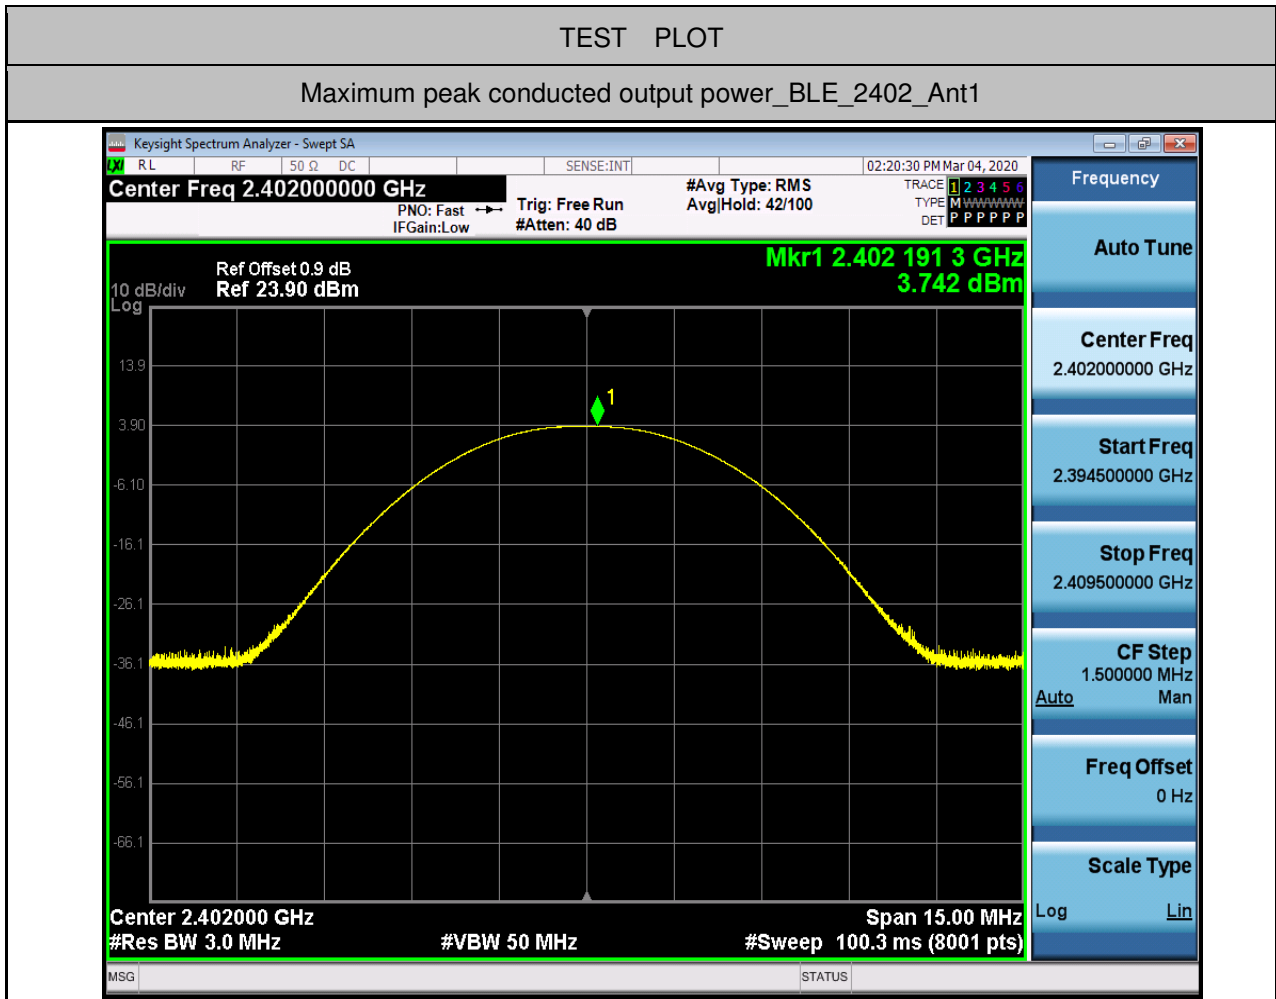 TEST PLOT
Maximum peak conducted output power_BLE_2402_Ant1
Keysight Spectrum Analyzer - Swept SA
LXI RL RF 50 Ω DC SENSE:INT 02:20:30 PM Mar 04, 2020
Center Freq 2.402000000 GHz
PNO: Fast
IFGain:Low
Trig: Free Run
#Atten: 40 dB
#Avg Type: RMS
Avg|Hold: 42/100
TRACE 1 2 3 4 5 6
TYPE M W W W W W
DET P P P P P P
Mkr1 2.402 191 3 GHz
3.742 dBm
Ref Offset 0.9 dB
10 dB/div Ref 23.90 dBm
Log
1
13.9
3.90
-6.10
-16.1
-26.1
-36.1
-46.1
-56.1
-66.1
Center 2.402000 GHz Span 15.00 MHz
#Res BW 3.0 MHz #VBW 50 MHz #Sweep 100.3 ms (8001 pts)
MSG STATUS
Frequency
Auto Tune
Center Freq
2.402000000 GHz
Start Freq
2.394500000 GHz
Stop Freq
2.409500000 GHz
CF Step
1.500000 MHz
Auto Man
Freq Offset
0 Hz
Scale Type
Log Lin